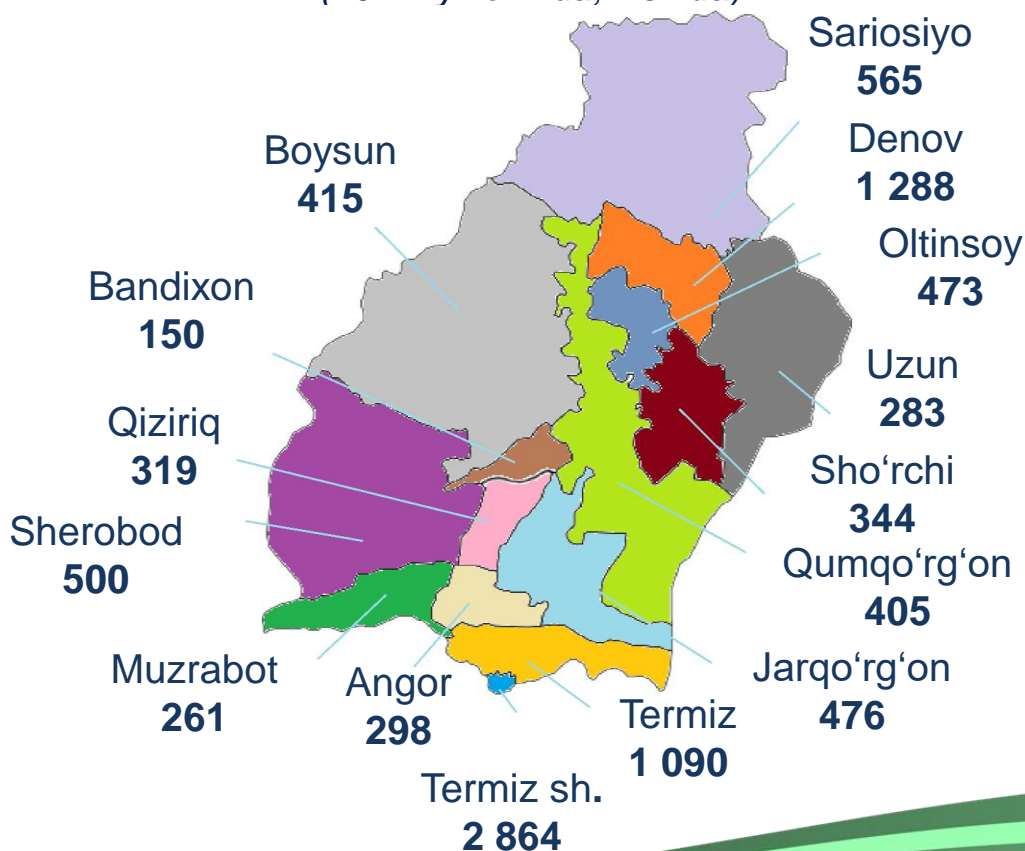 Sariosiyo
565
Denov
1 288
Boysun
415
Oltinsoy
473
Bandixon
150
Uzun
283
Qiziriq
319
Sho‘rchi
344
Sherobod
500
Qumqo‘rg‘on
405
Muzrabot
261
Angor
298
Jarqo‘rg‘on
476
Termiz
1 090
Termiz sh.
2 864